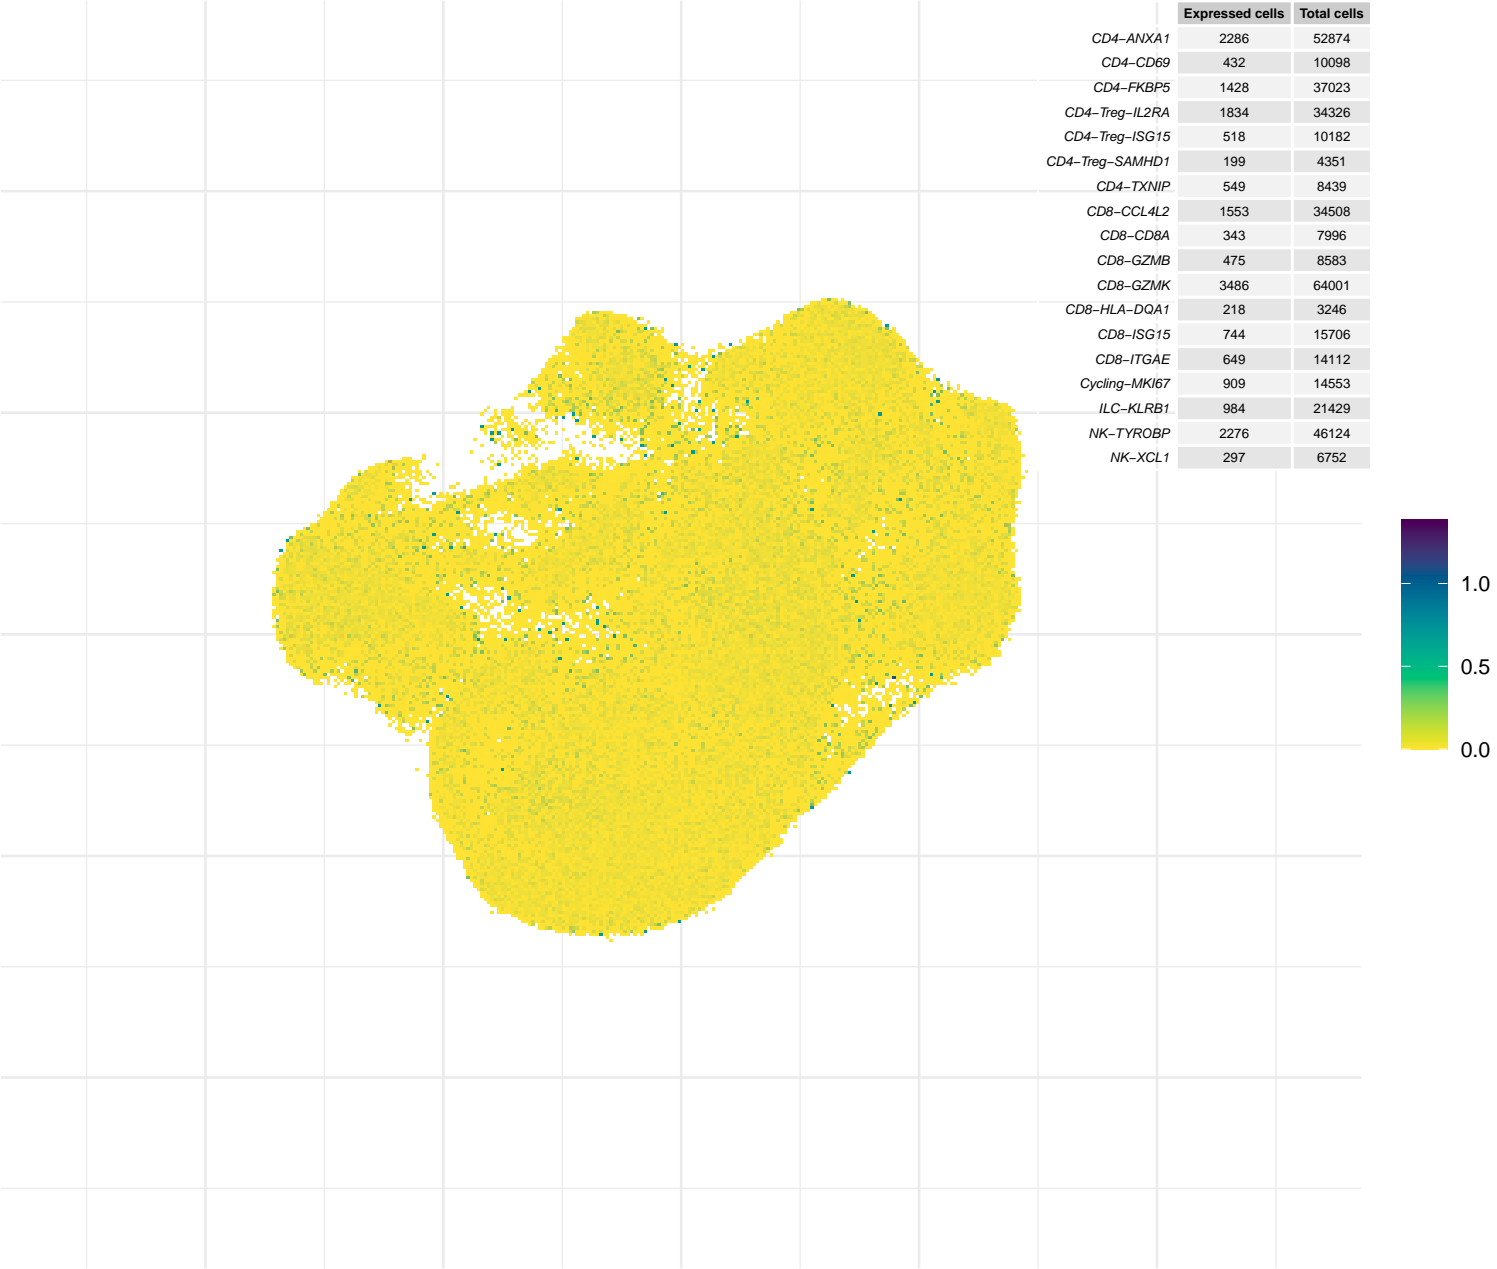 Expressed cells Total cells
CD4−ANXA1 2286 52874
CD4−CD69 432 10098
CD4−FKBP5 1428 37023
CD4−Treg−IL2RA 1834 34326
CD4−Treg−ISG15 518 10182
CD4−Treg−SAMHD1 199 4351
CD4−TXNIP 549 8439
CD8−CCL4L2 1553 34508
CD8−CD8A 343 7996
CD8−GZMB 475 8583
CD8−GZMK 3486 64001
CD8−HLA−DQA1 218 3246
CD8−ISG15 744 15706
CD8−ITGAE 649 14112
Cycling−MKI67 909 14553
ILC−KLRB1 984 21429
NK−TYROBP 2276 46124
NK−XCL1 297 6752
1.0
0.5
0.0